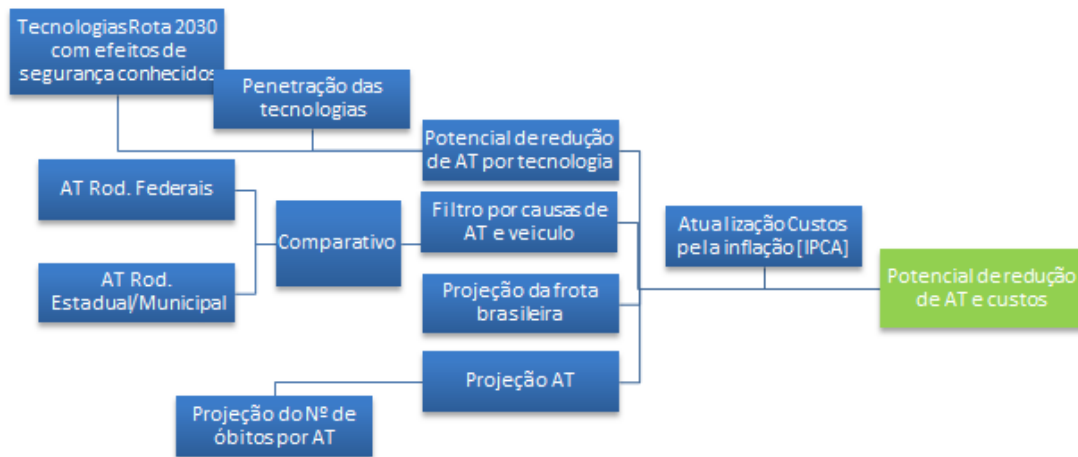 Tecnologias Rota 2030
com efeitos de
segurança conhecidos
Penetração das
tecnologias
Potencial de redução
de AT por tecnologia
AT Rod. Federais
AT Rod.
Estadual/Municipal
Comparativo
Filtro por causas de
AT e veiculo
Projeção da frota
brasileira
Projeção AT
Projeção do Nº de
óbitos por AT
Atualização Custos
pela inflação [IPCA]
Potencial de redução
de AT e custos